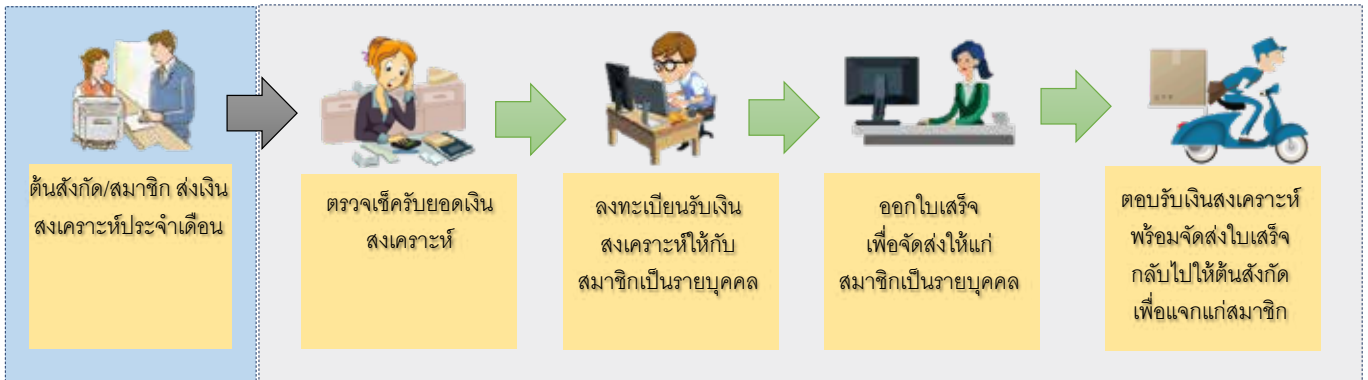 ต้นสังกัด/สมาชิก ส่งเงิน
สงเคราะห์ประจำเดือน
ตรวจเช็ครับยอดเงิน
สงเคราะห์
ลงทะเบียนรับเงิน
สงเคราะห์ให้กับ
สมาชิกเป็นรายบุคคล
ออกใบเสร็จ
เพื่อจัดส่งให้แก่
สมาชิกเป็นรายบุคคล
ตอบรับเงินสงเคราะห์
พร้อมจัดส่งใบเสร็จ
กลับไปให้ต้นสังกัด
เพื่อแจกแก่สมาชิก